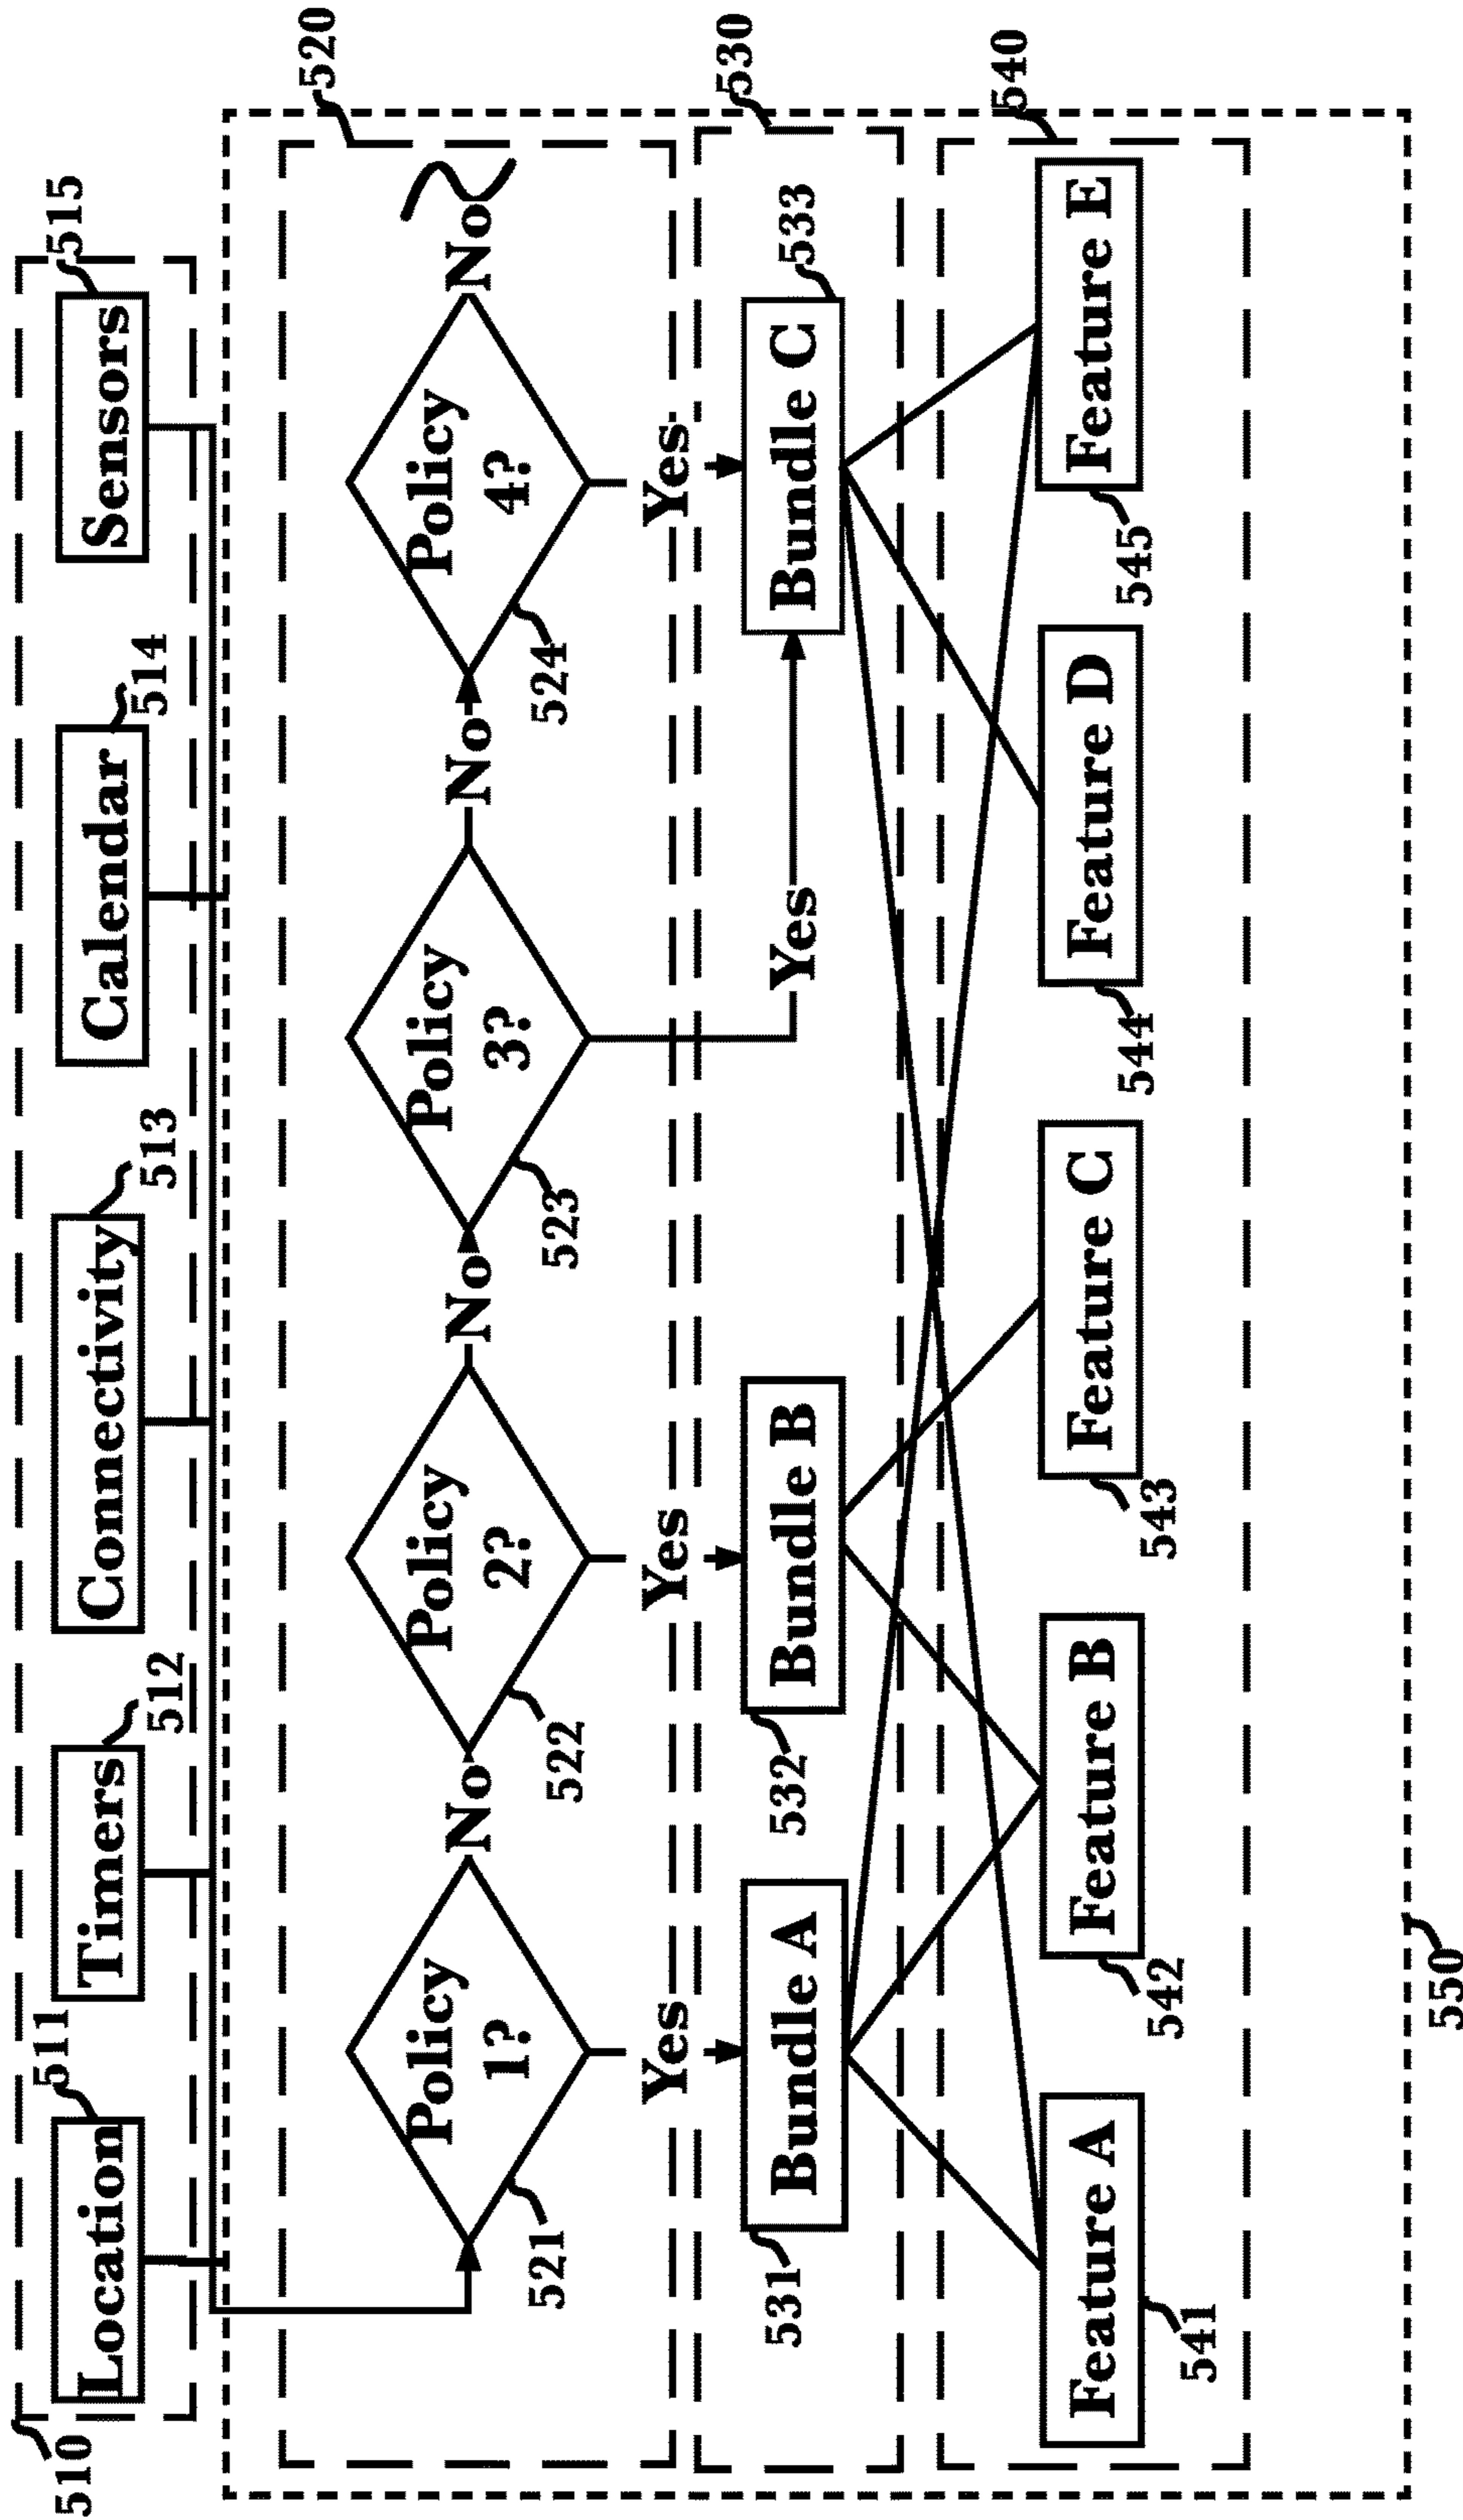 510
511
512
513
514
515
Location
Timers
Connectivity
Calendar
Sensors
520
Policy
1?
No
Policy
2?
No
Policy
3?
No
Policy
4?
No
521
522
523
524
Yes
Yes
Yes
Yes
530
Bundle A
Bundle B
Bundle C
531
532
533
540
Feature A
Feature B
Feature C
Feature D
Feature E
541
542
543
544
545
550